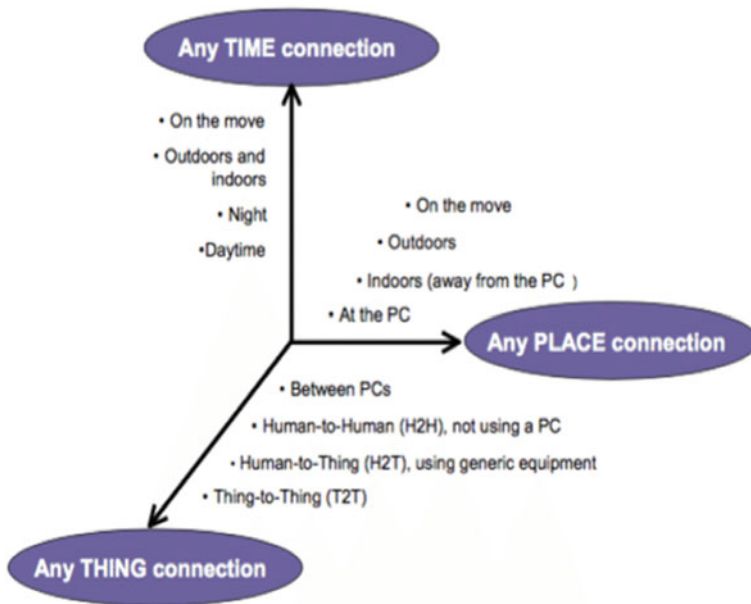 Any TIME connection
• On the move
• Outdoors and
indoors
• Night
•Daytime
• On the move
• Outdoors
• Indoors (away from the PC )
• At the PC
Any PLACE connection
• Between PCs
• Human-to-Human (H2H), not using a PC
• Human-to-Thing (H2T), using generic equipment
• Thing-to-Thing (T2T)
Any THING connection